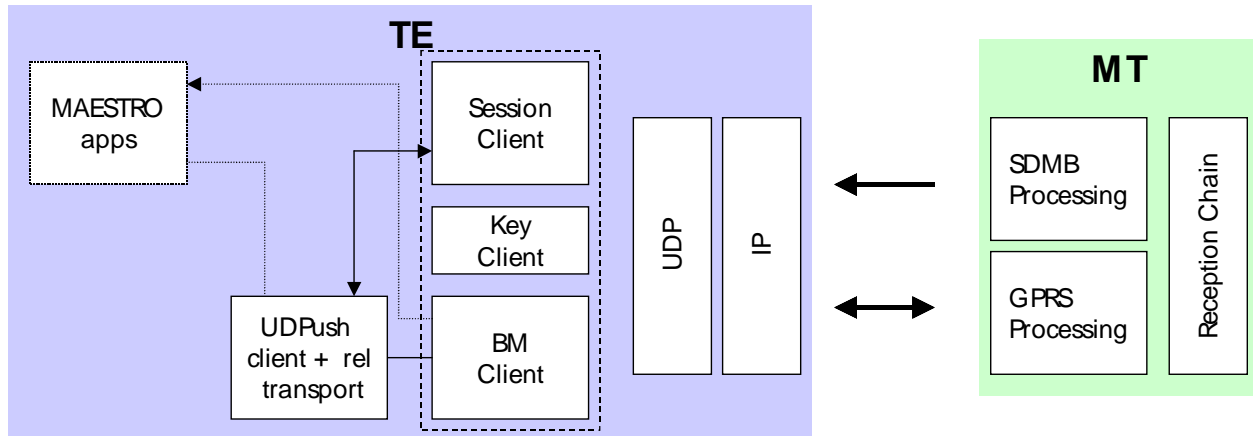 TE
MAESTRO
apps
Session
Client
Key
Client
UDPush
client + rel
transport
BM
Client
UDP
IP
MT
SDMB
Processing
GPRS
Processing
Reception Chain